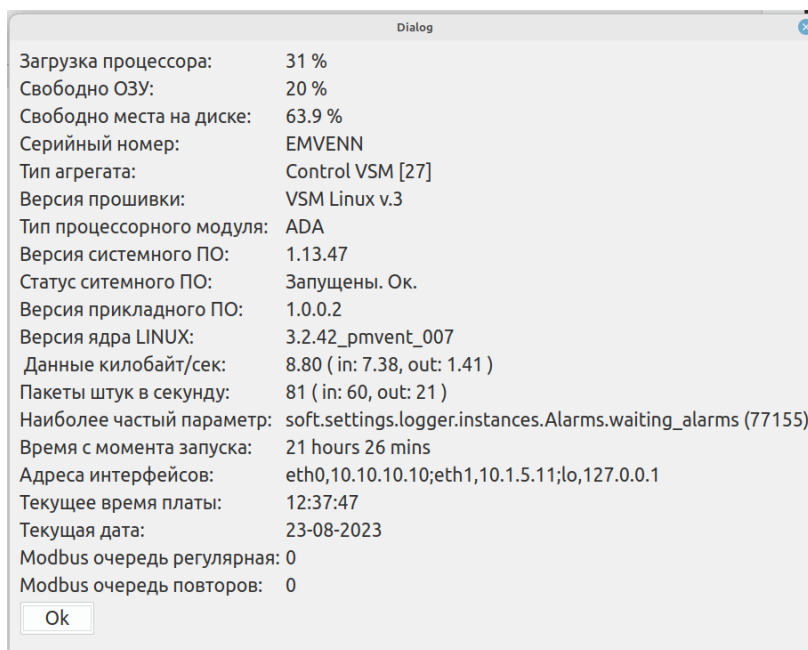 Dialog
Загрузка процессора: 31 %
Свободно ОЗУ: 20 %
Свободно места на диске: 63.9 %
Серийный номер: EMVENN
Тип агрегата: Control VSM [27]
Версия прошивки: VSM Linux v.3
Тип процессорного модуля: ADA
Версия системного ПО: 1.13.47
Статус ситемного ПО: Запущены. Ок.
Версия прикладного ПО: 1.0.0.2
Версия ядра LINUX: 3.2.42_pmvent_007
Данные килобайт/сек: 8.80 ( in: 7.38, out: 1.41 )
Пакеты штук в секунду: 81 ( in: 60, out: 21 )
Наиболее частый параметр: soft.settings.logger.instances.Alarms.waiting_alarms (77155)
Время с момента запуска: 21 hours 26 mins
Адреса интерфейсов: eth0,10.10.10.10;eth1,10.1.5.11;lo,127.0.0.1
Текущее время платы: 12:37:47
Текущая дата: 23-08-2023
Modbus очередь регулярная: 0
Modbus очередь повторов: 0
Ok